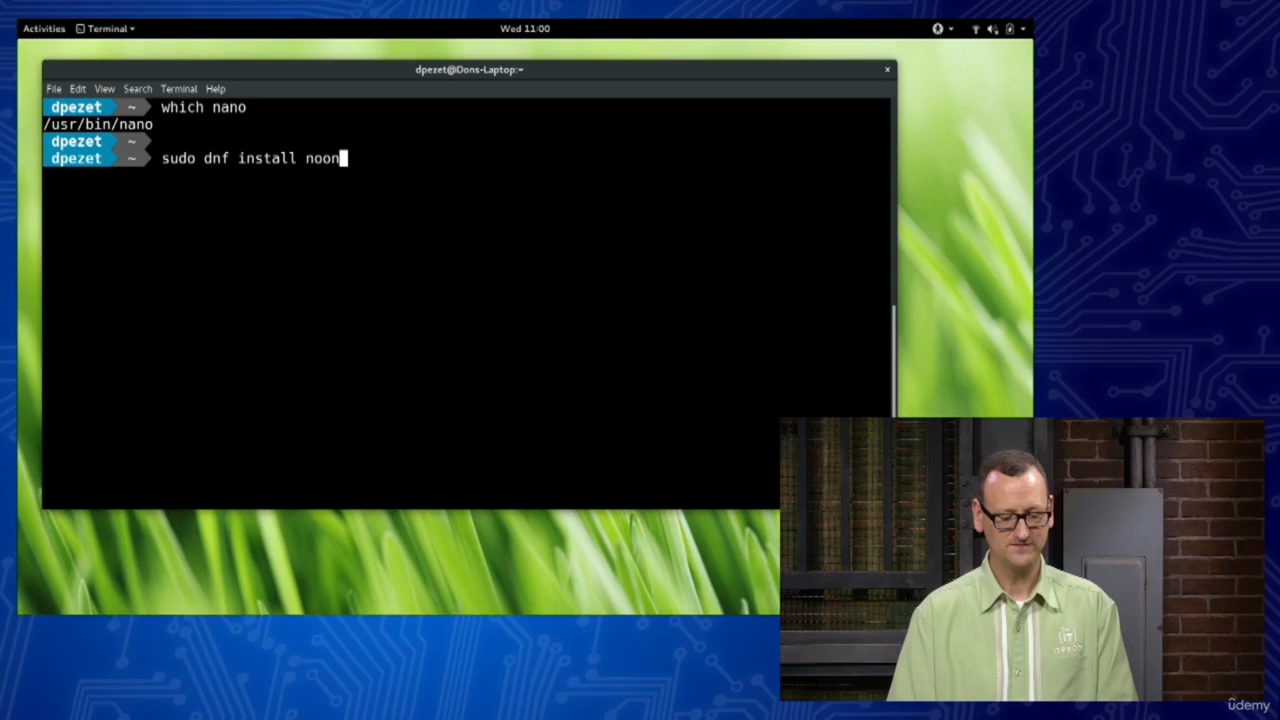 Activities Terminal Wed 11:00
dpezet@Dons-Laptop:~
File Edit View Search Terminal Help
dpezet ~ which nano
/usr/bin/nano
dpezet ~
dpezet ~ sudo dnf install noon
ûdemy